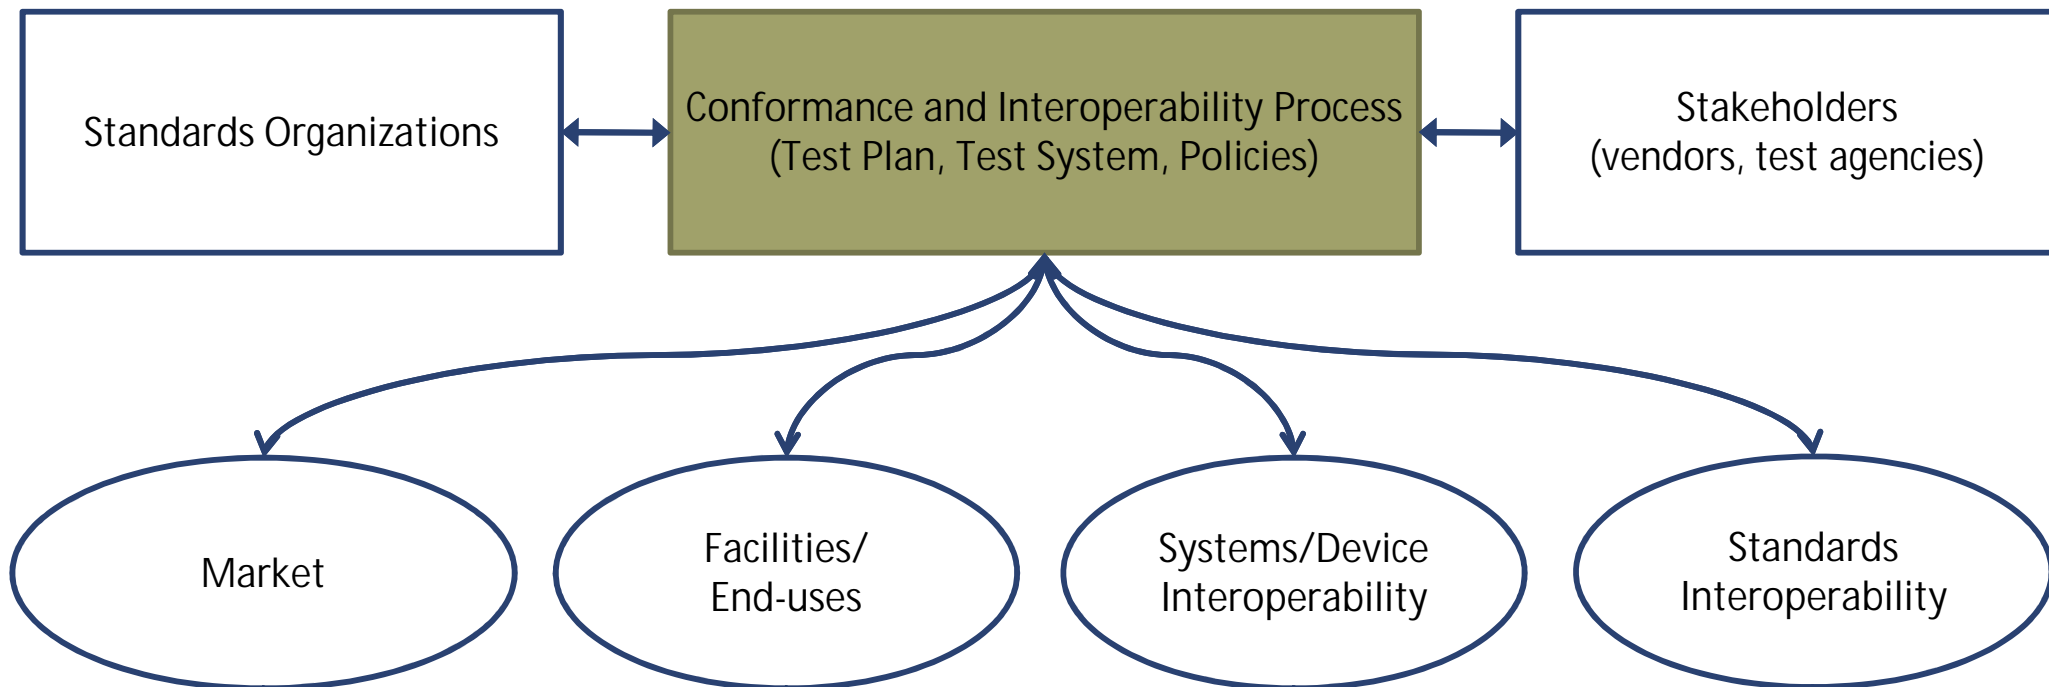 Standards Organizations
Conformance and Interoperability Process
(Test Plan, Test System, Policies)
Stakeholders
(vendors, test agencies)
Market
Facilities/
End-uses
Systems/Device
Interoperability
Standards
Interoperability